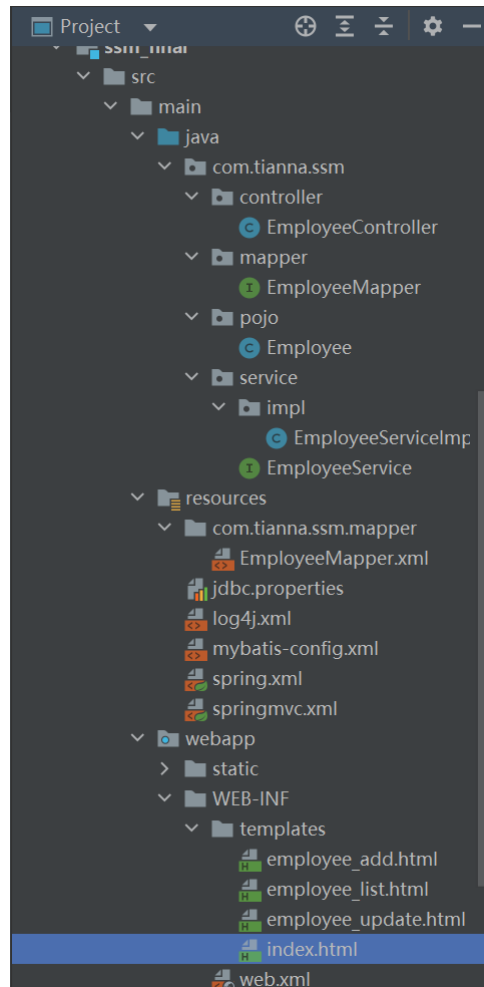 Project
ssm_final
src
main
java
com.tianna.ssm
controller
EmployeeController
mapper
EmployeeMapper
pojo
Employee
service
impl
EmployeeServiceImp
EmployeeService
resources
com.tianna.ssm.mapper
EmployeeMapper.xml
jdbc.properties
log4j.xml
mybatis-config.xml
spring.xml
springmvc.xml
webapp
static
WEB-INF
templates
employee_add.html
employee_list.html
employee_update.html
index.html
web.xml